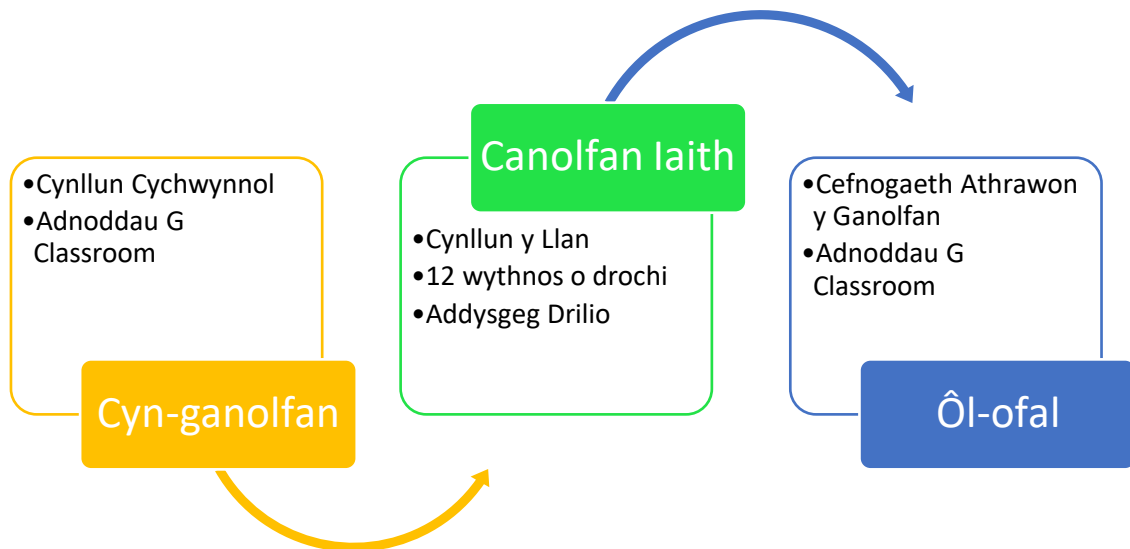 •Cynllun Cychwynnol
•Adnoddau G
Classroom
Cyn-ganolfan
Canolfan Iaith
•Cynllun y Llan
•12 wythnos o drochi
•Addysgeg Drilio
•Cefnogaeth Athrawon
y Ganolfan
•Adnoddau G
Classroom
Ôl-ofal